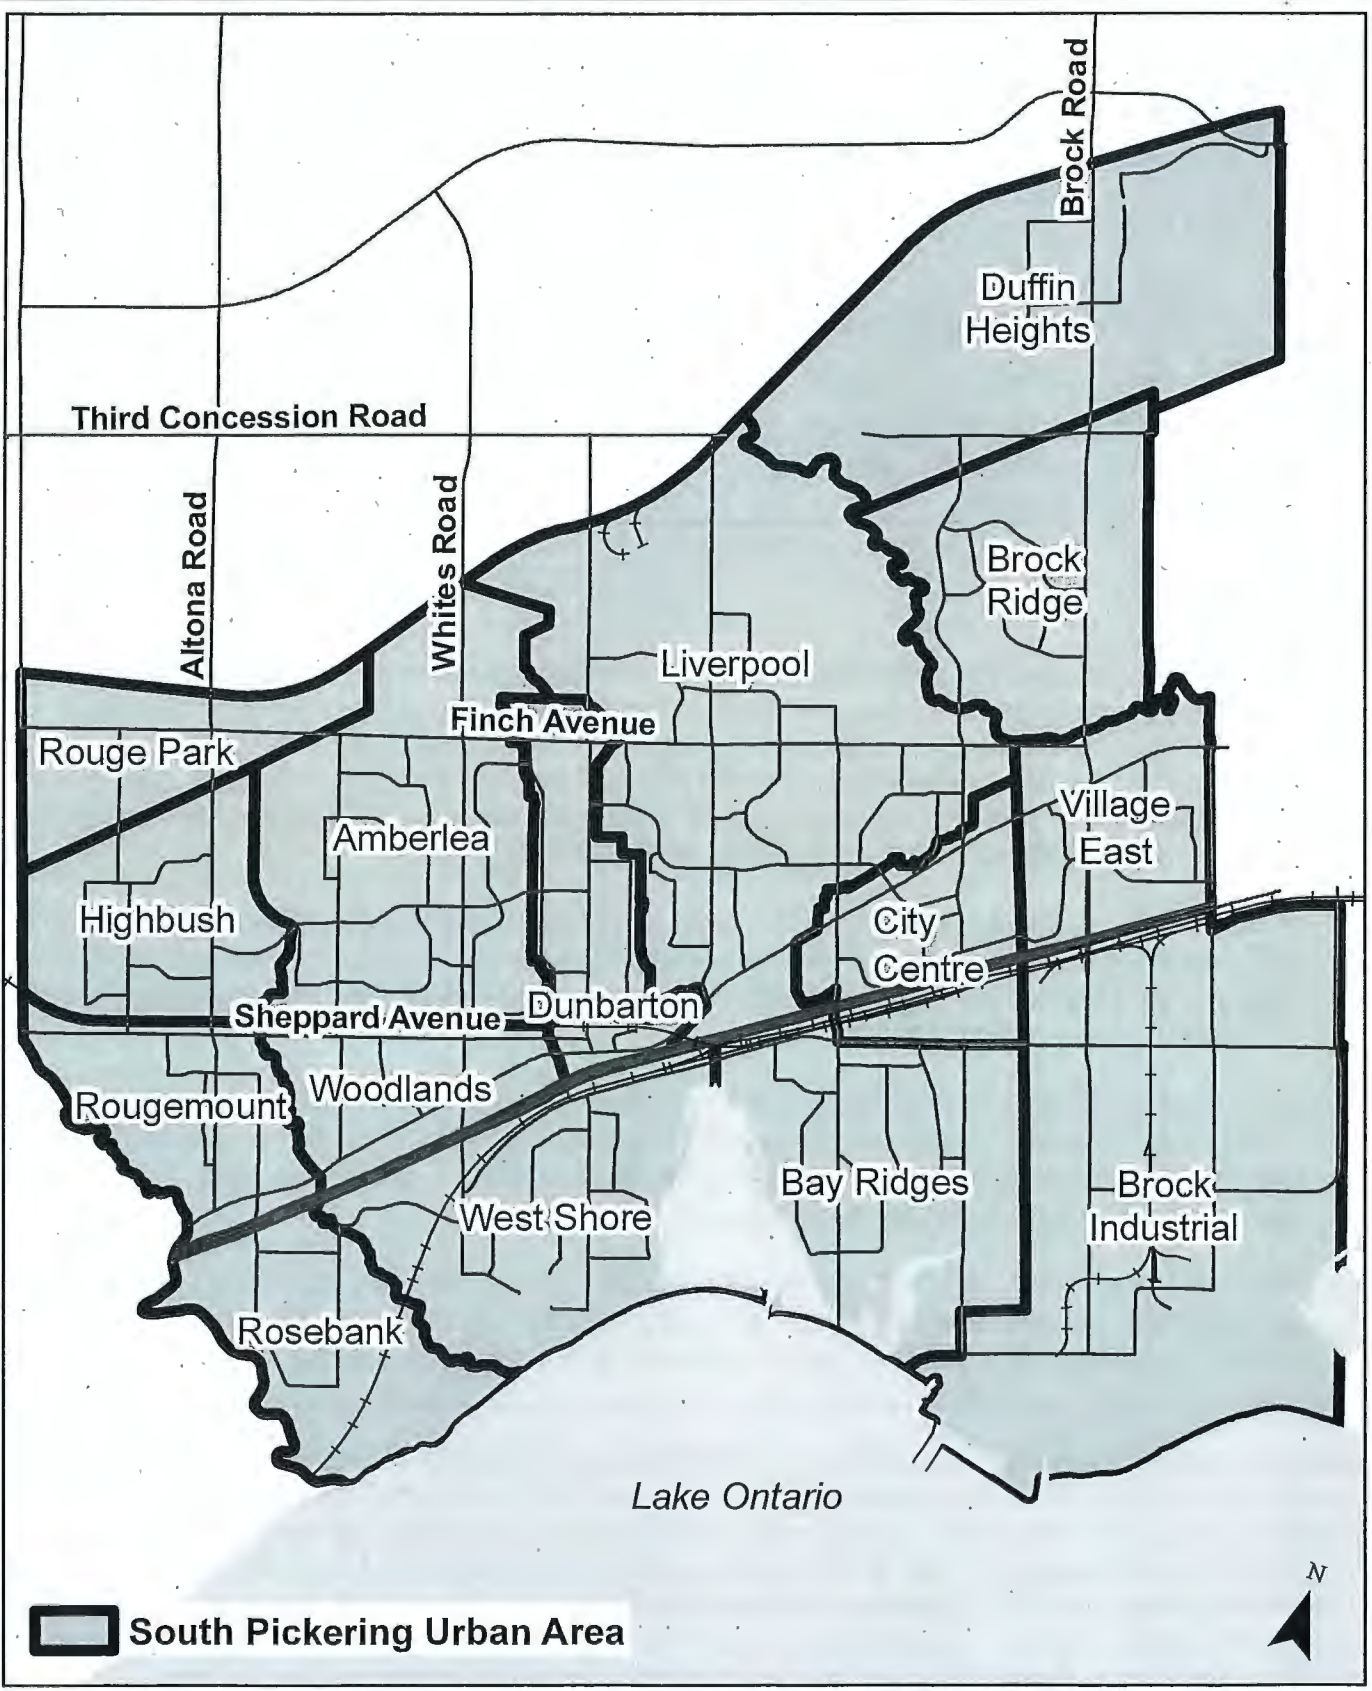 Brock Road
Duffin
Heights
Third Concession Road
Altona Road
Whites Road
Brock
Ridge
Liverpool
Finch Avenue
Rouge Park
Village
East
Amberlea
Highbush
City
Centre
Dunbarton
Sheppard Avenue
Woodlands
Rougemount
Bay Ridges
Brock
Industrial
West Shore
Rosebank
Lake Ontario
N
South Pickering Urban Area